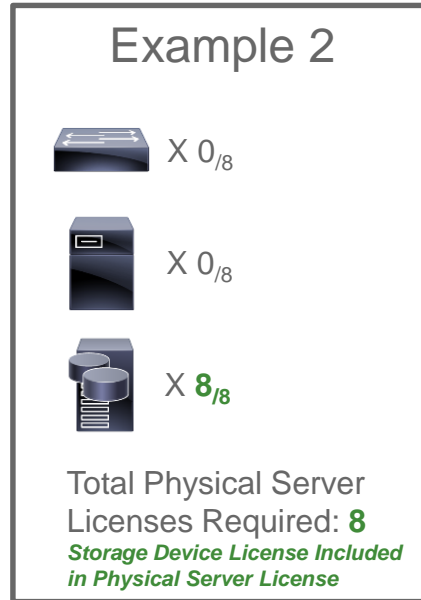 Example 2
X 0/8
X 0/8
X 8/8
Total Physical Server
Licenses Required: 8
Storage Device License Included
in Physical Server License